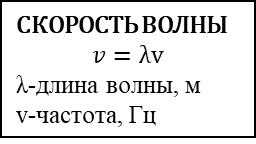 СКОРОСТЬ ВОЛНЫ
v = λv
λ-длина волны, м
v-частота, Гц